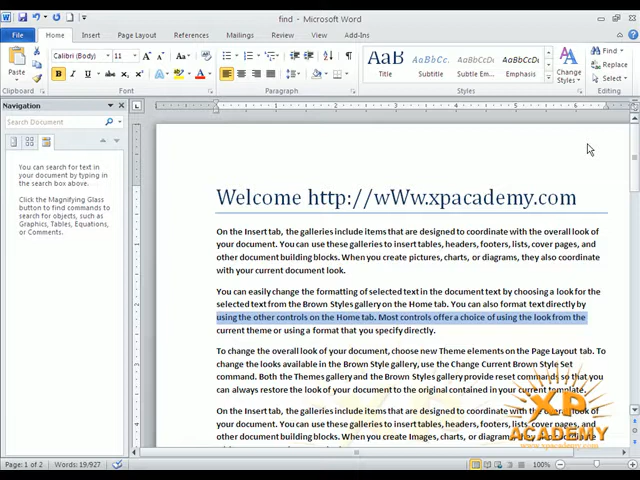 find - Microsoft Word
File Home Insert Page Layout References Mailings Review View Add-Ins
Calibri (Body) 11
Paste
Clipboard Font Paragraph Styles Editing
AaB AaBbCc. AaBbCcD AaBbCcD
Title Subtitle Subtle Em... Emphasis
Change Styles
Find
Replace
Select
Navigation
Search Document
You can search for text in
your document by typing in
the search box above.
Click the Magnifying Glass
button to find commands to
search for objects, such as
Graphics, Tables, Equations,
or Comments.
Welcome http://wWw.xpacademy.com
On the Insert tab, the galleries include items that are designed to coordinate with the overall look of
your document. You can use these galleries to insert tables, headers, footers, lists, cover pages, and
other document building blocks. When you create pictures, charts, or diagrams, they also coordinate
with your current document look.
You can easily change the formatting of selected text in the document text by choosing a look for the
selected text from the Brown Styles gallery on the Home tab. You can also format text directly by
using the other controls on the Home tab. Most controls offer a choice of using the look from the
current theme or using a format that you specify directly.
To change the overall look of your document, choose new Theme elements on the Page Layout tab. To
change the looks available in the Brown Style gallery, use the Change Current Brown Style Set
command. Both the Themes gallery and the Brown Styles gallery provide reset commands so that you
can always restore the look of your document to the original contained in your current template.
On the Insert tab, the galleries include items that are designed to coordinate with the overall look of
your document. You can use these galleries to insert tables, headers, footers, lists, cover pages, and
other document building blocks. When you create Images, charts, or diagrams, they also coordinate
XP
ACADEMY
www.xpacademy.com
Page: 1 of 2 Words: 19/927 100%